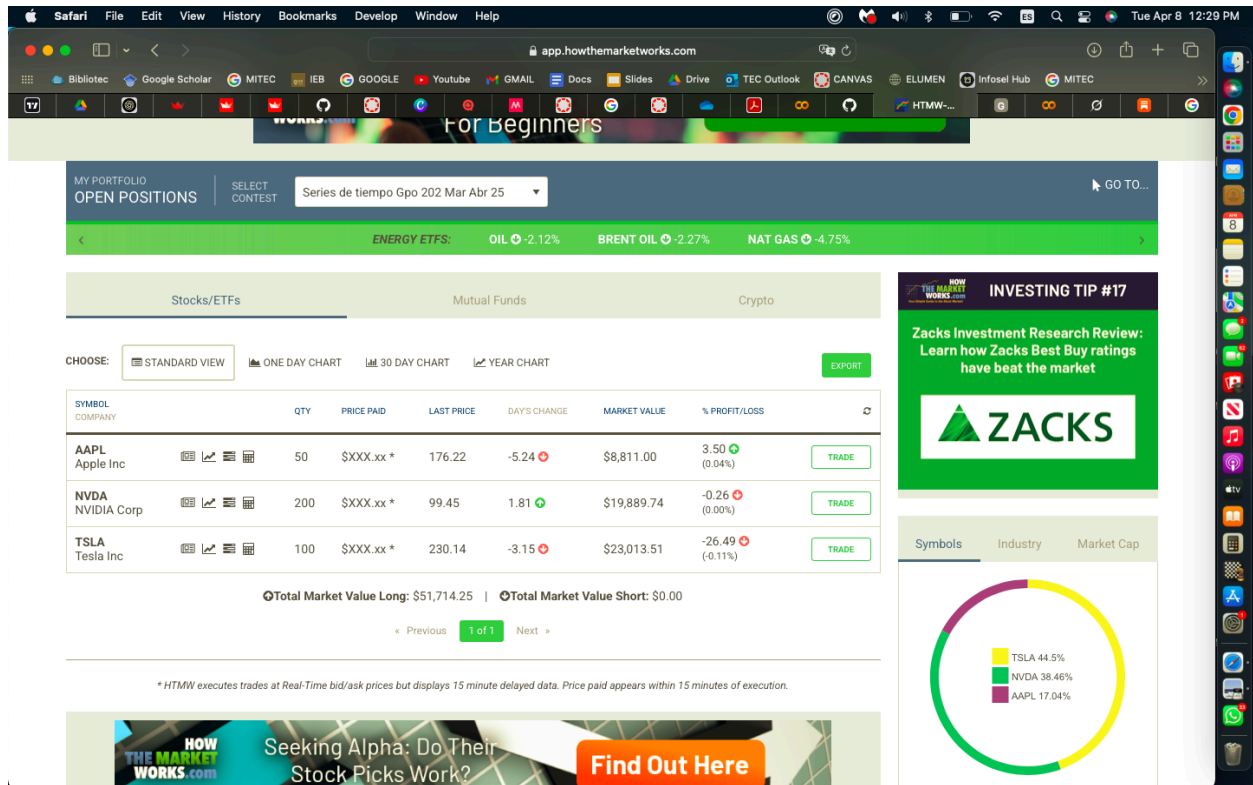 Safari File Edit View History Bookmarks Develop Window Help ES Tue Apr 8 12:29 PM
app.howthemarketworks.com
Bibliotec Google Scholar MITEC IEB GOOGLE Youtube GMAIL Docs Slides Drive TEC Outlook CANVAS ELUMEN Infosel Hub MITEC
HTMW-...
WORKS.com For Beginners
MY PORTFOLIO
OPEN POSITIONS
SELECT
CONTEST
Series de tiempo Gpo 202 Mar Abr 25
GO TO...
ENERGY ETFS: OIL -2.12% BRENT OIL -2.27% NAT GAS -4.75%
Stocks/ETFs Mutual Funds Crypto
CHOOSE: STANDARD VIEW ONE DAY CHART 30 DAY CHART YEAR CHART EXPORT
SYMBOL
COMPANY
QTY PRICE PAID LAST PRICE DAY'S CHANGE MARKET VALUE % PROFIT/LOSS
AAPL
Apple Inc
50 $XXX.xx * 176.22 -5.24 $8,811.00 3.50
(0.04%)
TRADE
NVDA
NVIDIA Corp
200 $XXX.xx * 99.45 1.81 $19,889.74 -0.26
(0.00%)
TRADE
TSLA
Tesla Inc
100 $XXX.xx * 230.14 -3.15 $23,013.51 -26.49
(-0.11%)
TRADE
Total Market Value Long: $51,714.25 | Total Market Value Short: $0.00
« Previous 1 of 1 Next »
* HTMW executes trades at Real-Time bid/ask prices but displays 15 minute delayed data. Price paid appears within 15 minutes of execution.
HOW
THE MARKET
WORKS.com
Seeking Alpha: Do Their
Stock Picks Work?
Find Out Here
HOW
THE MARKET
WORKS.com
INVESTING TIP #17
Zacks Investment Research Review:
Learn how Zacks Best Buy ratings
have beat the market
ZACKS
Symbols Industry Market Cap
TSLA 44.5%
NVDA 38.46%
AAPL 17.04%
8
tv